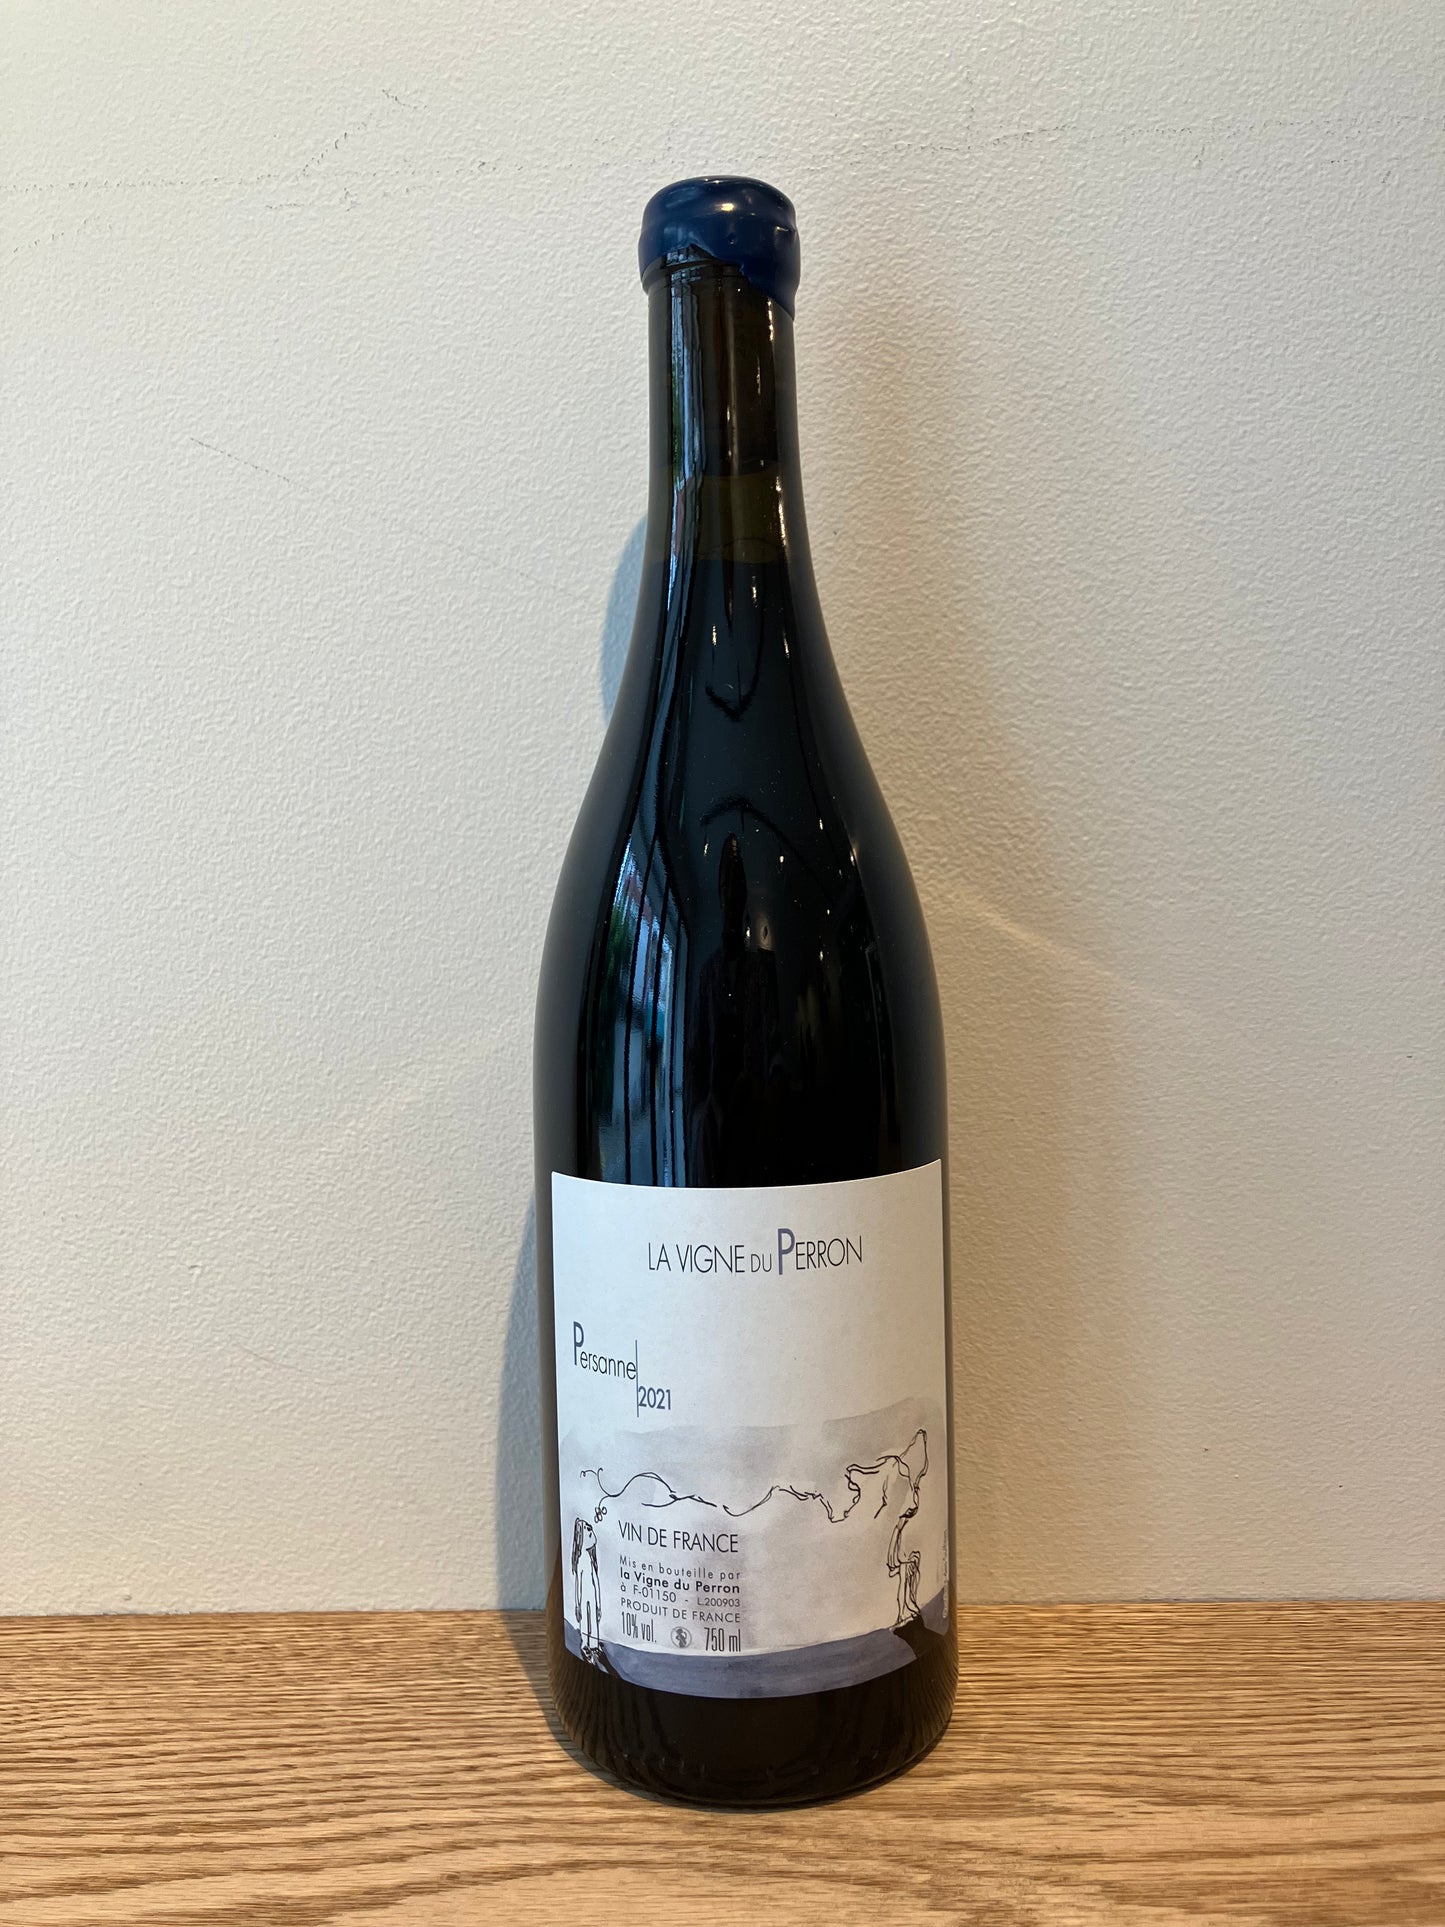 LA VIGNE DU PERRON
Persanne
2021
VIN DE FRANCE
Mis en bouteille par
la Vigne du Perron
à F-01150 - L.200903
PRODUIT DE FRANCE
10% vol. 750 ml